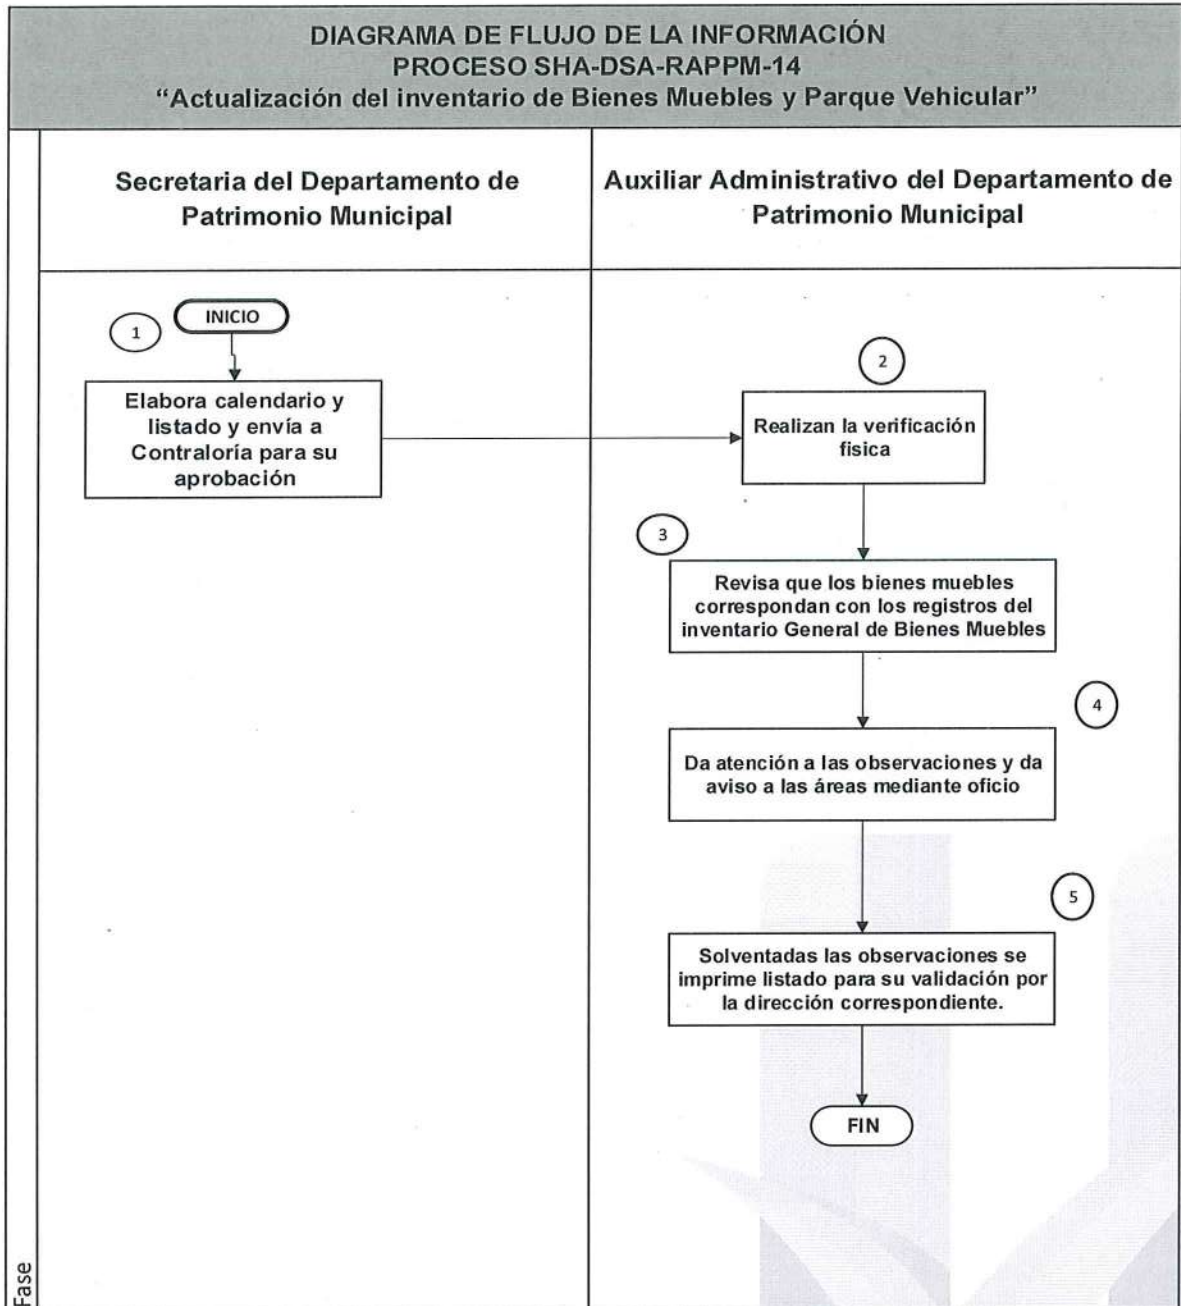 DIAGRAMA DE FLUJO DE LA INFORMACIÓN
PROCESO SHA-DSA-RAPPM-14
“Actualización del inventario de Bienes Muebles y Parque Vehicular”
Secretaria del Departamento de
Patrimonio Municipal
Auxiliar Administrativo del Departamento de
Patrimonio Municipal
INICIO
1
Elabora calendario y
listado y envía a
Contraloría para su
aprobación
2
Realizan la verificación
fisica
3
Revisa que los bienes muebles
correspondan con los registros del
inventario General de Bienes Muebles
4
Da atención a las observaciones y da
aviso a las áreas mediante oficio
5
Solventadas las observaciones se
imprime listado para su validación por
la dirección correspondiente.
FIN
Fase